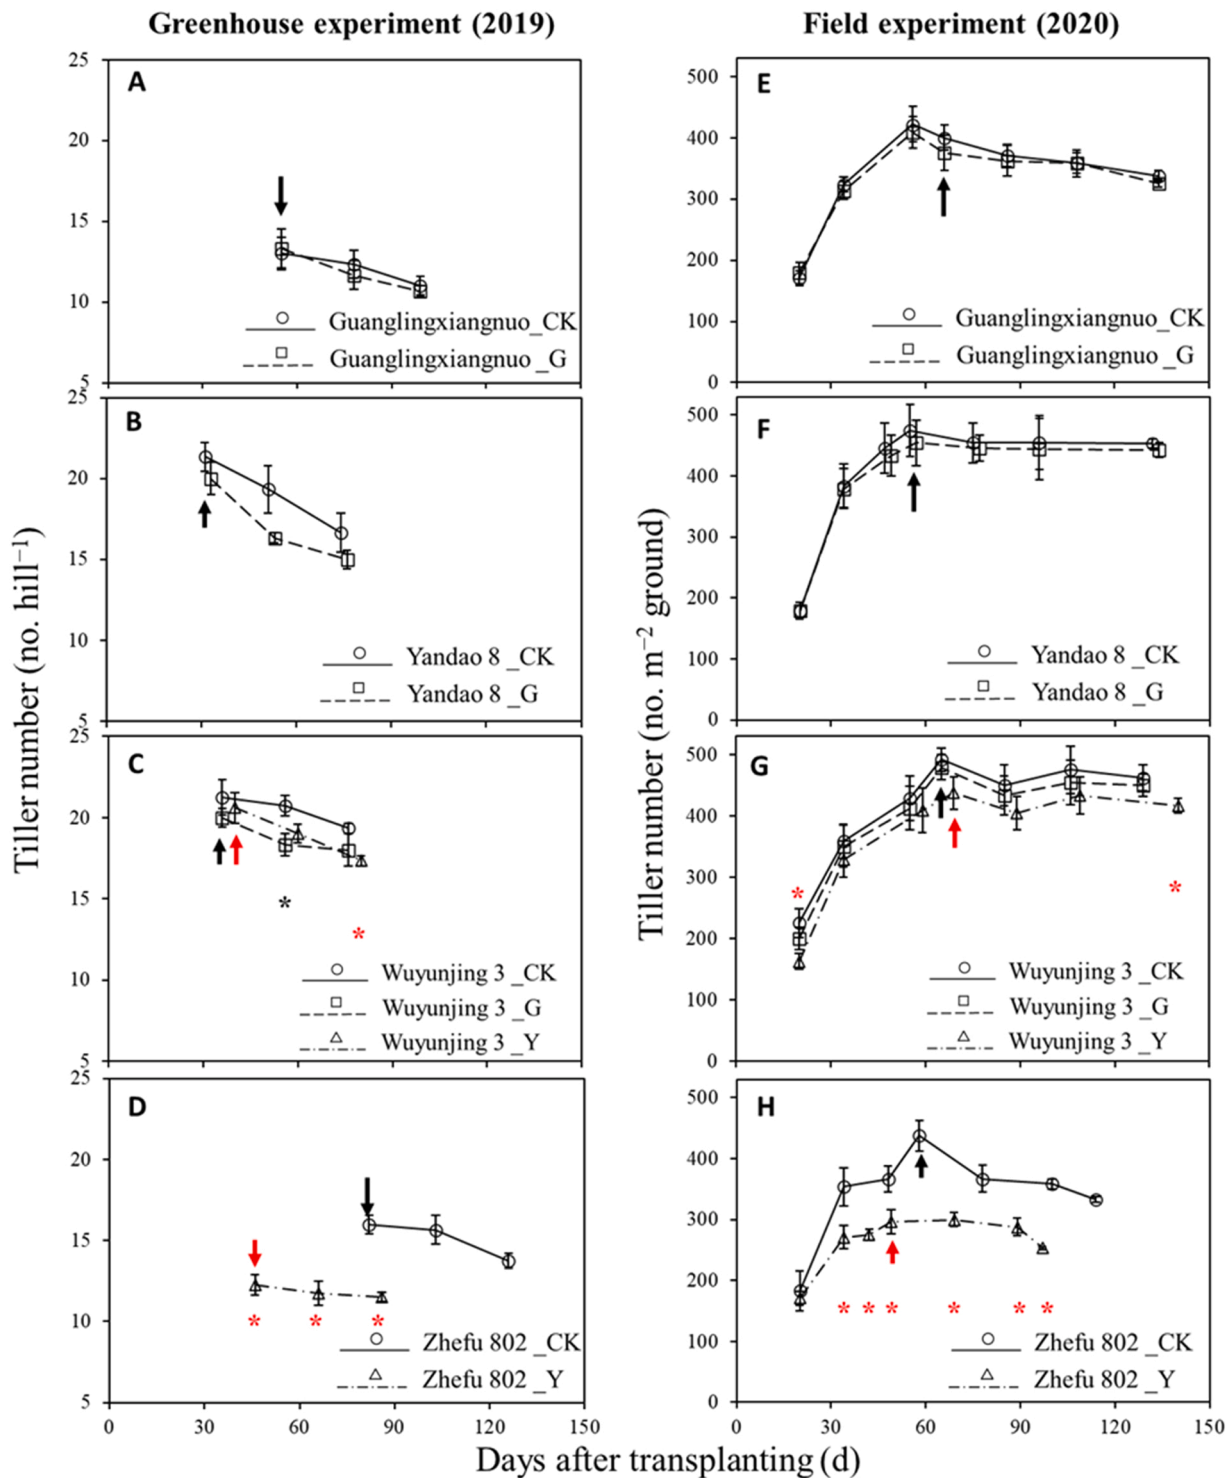 Greenhouse experiment (2019)
Field experiment (2020)
Tiller number (no. hill⁻¹)
A
25
20
15
10
5
Guanglingxiangnuo_CK
Guanglingxiangnuo _G
B
20
15
10
5
Yandao 8 _CK
Yandao 8 _G
C
25
20
15
10
5
*
*
Wuyunjing 3 _CK
Wuyunjing 3 _G
Wuyunjing 3 _Y
D
25
20
15
10
5
* * *
Zhefu 802 _CK
Zhefu 802 _Y
0 30 60 90 120 150
Tiller number (no. m⁻² ground)
E
500
400
300
200
100
0
Guanglingxiangnuo_CK
Guanglingxiangnuo _G
F
500
400
300
200
100
0
Yandao 8 _CK
Yandao 8 _G
G
500
400
300
200
100
0
* *
Wuyunjing 3 _CK
Wuyunjing 3 _G
Wuyunjing 3 _Y
H
500
400
300
200
100
0
* * * * * *
Zhefu 802 _CK
Zhefu 802 _Y
0 30 60 90 120 150
Days after transplanting (d)